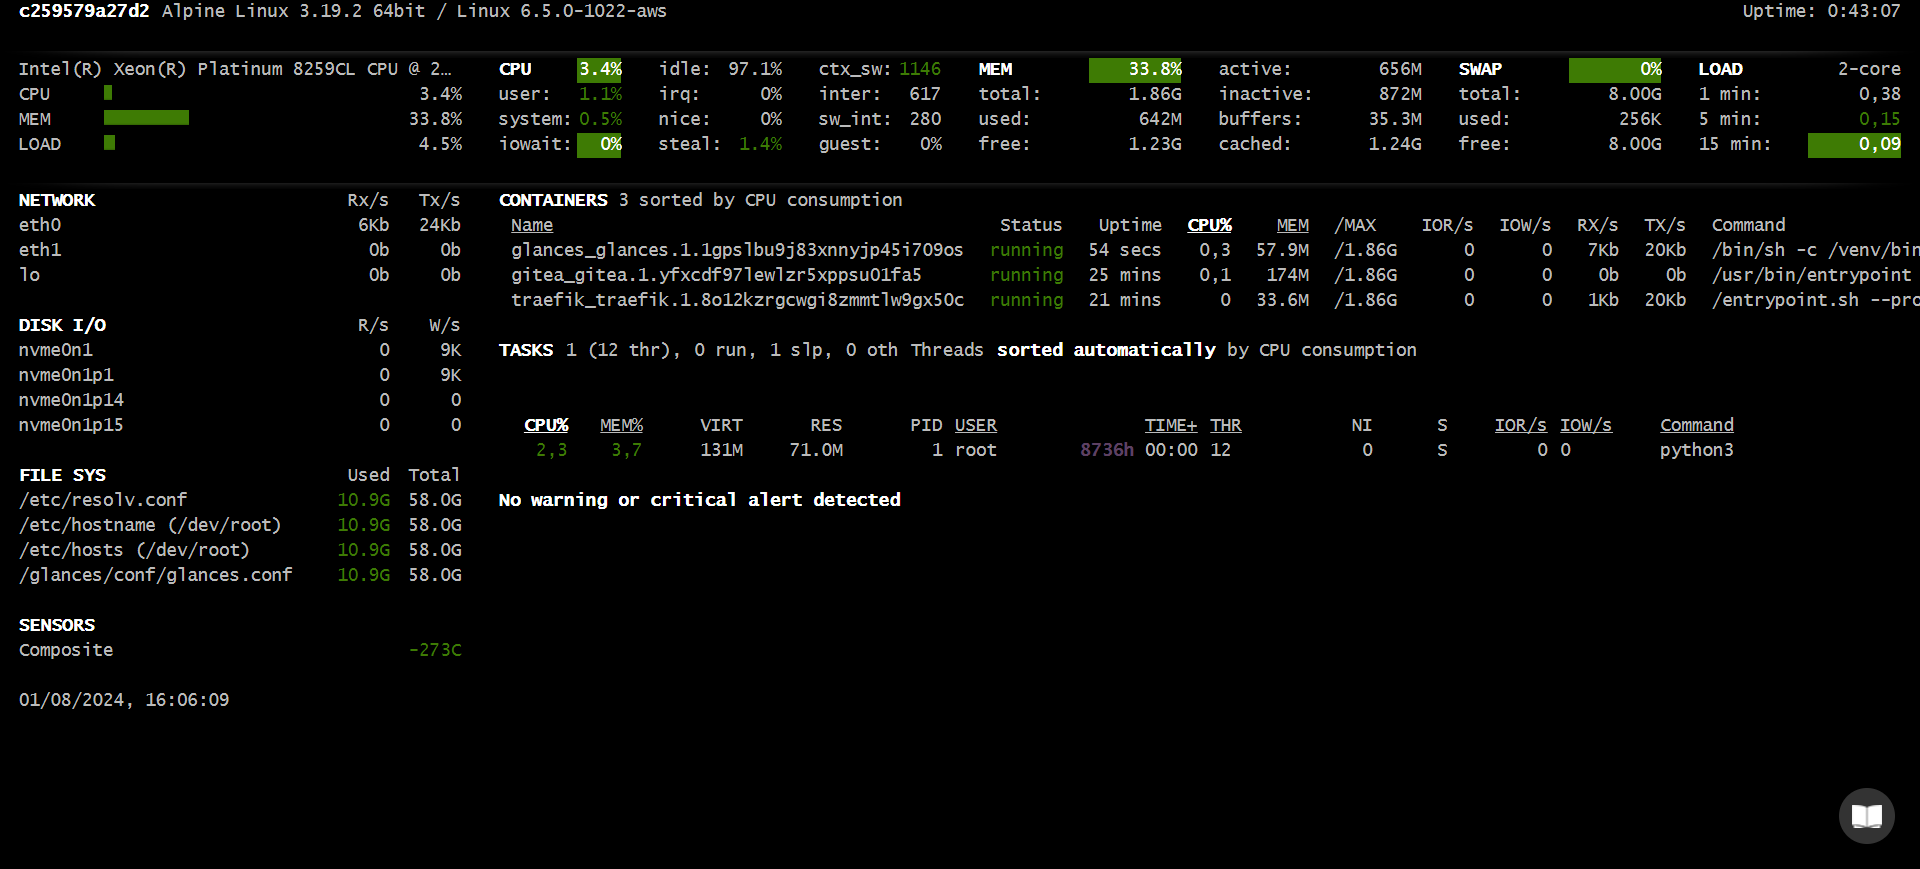 c259579a27d2 Alpine Linux 3.19.2 64bit / Linux 6.5.0-1022-aws Uptime: 0:43:07
Intel(R) Xeon(R) Platinum 8259CL CPU @ 2… CPU 3.4% idle: 97.1% ctx_sw: 1146 MEM 33.8% active: 656M SWAP 0% LOAD 2-core
CPU 3.4% user: 1.1% irq: 0% inter: 617 total: 1.86G inactive: 872M total: 8.00G 1 min: 0,38
MEM 33.8% system: 0.5% nice: 0% sw_int: 280 used: 642M buffers: 35.3M used: 256K 5 min: 0,15
LOAD 4.5% iowait: 0% steal: 1.4% guest: 0% free: 1.23G cached: 1.24G free: 8.00G 15 min: 0,09
NETWORK Rx/s Tx/s
eth0 6Kb 24Kb
eth1 0b 0b
lo 0b 0b
DISK I/O R/s W/s
nvme0n1 0 9K
nvme0n1p1 0 9K
nvme0n1p14 0 0
nvme0n1p15 0 0
FILE SYS Used Total
/etc/resolv.conf 10.9G 58.0G
/etc/hostname (/dev/root) 10.9G 58.0G
/etc/hosts (/dev/root) 10.9G 58.0G
/glances/conf/glances.conf 10.9G 58.0G
SENSORS
Composite -273C
01/08/2024, 16:06:09
CONTAINERS 3 sorted by CPU consumption
Name Status Uptime CPU% MEM /MAX IOR/s IOW/s RX/s TX/s Command
glances_glances.1.1gpslbu9j83xnnyjp45i709os running 54 secs 0,3 57.9M /1.86G 0 0 7Kb 20Kb /bin/sh -c /venv/bin
gitea_gitea.1.yfxcdf97lewlzr5xppsu01fa5 running 25 mins 0,1 174M /1.86G 0 0 0b 0b /usr/bin/entrypoint
traefik_traefik.1.8o12kzrgcwgi8zmmtlw9gx50c running 21 mins 0 33.6M /1.86G 0 0 1Kb 20Kb /entrypoint.sh --pro
TASKS 1 (12 thr), 0 run, 1 slp, 0 oth Threads sorted automatically by CPU consumption
CPU% MEM% VIRT RES PID USER TIME+ THR NI S IOR/s IOW/s Command
2,3 3,7 131M 71.0M 1 root 8736h 00:00 12 0 S 0 0 python3
No warning or critical alert detected